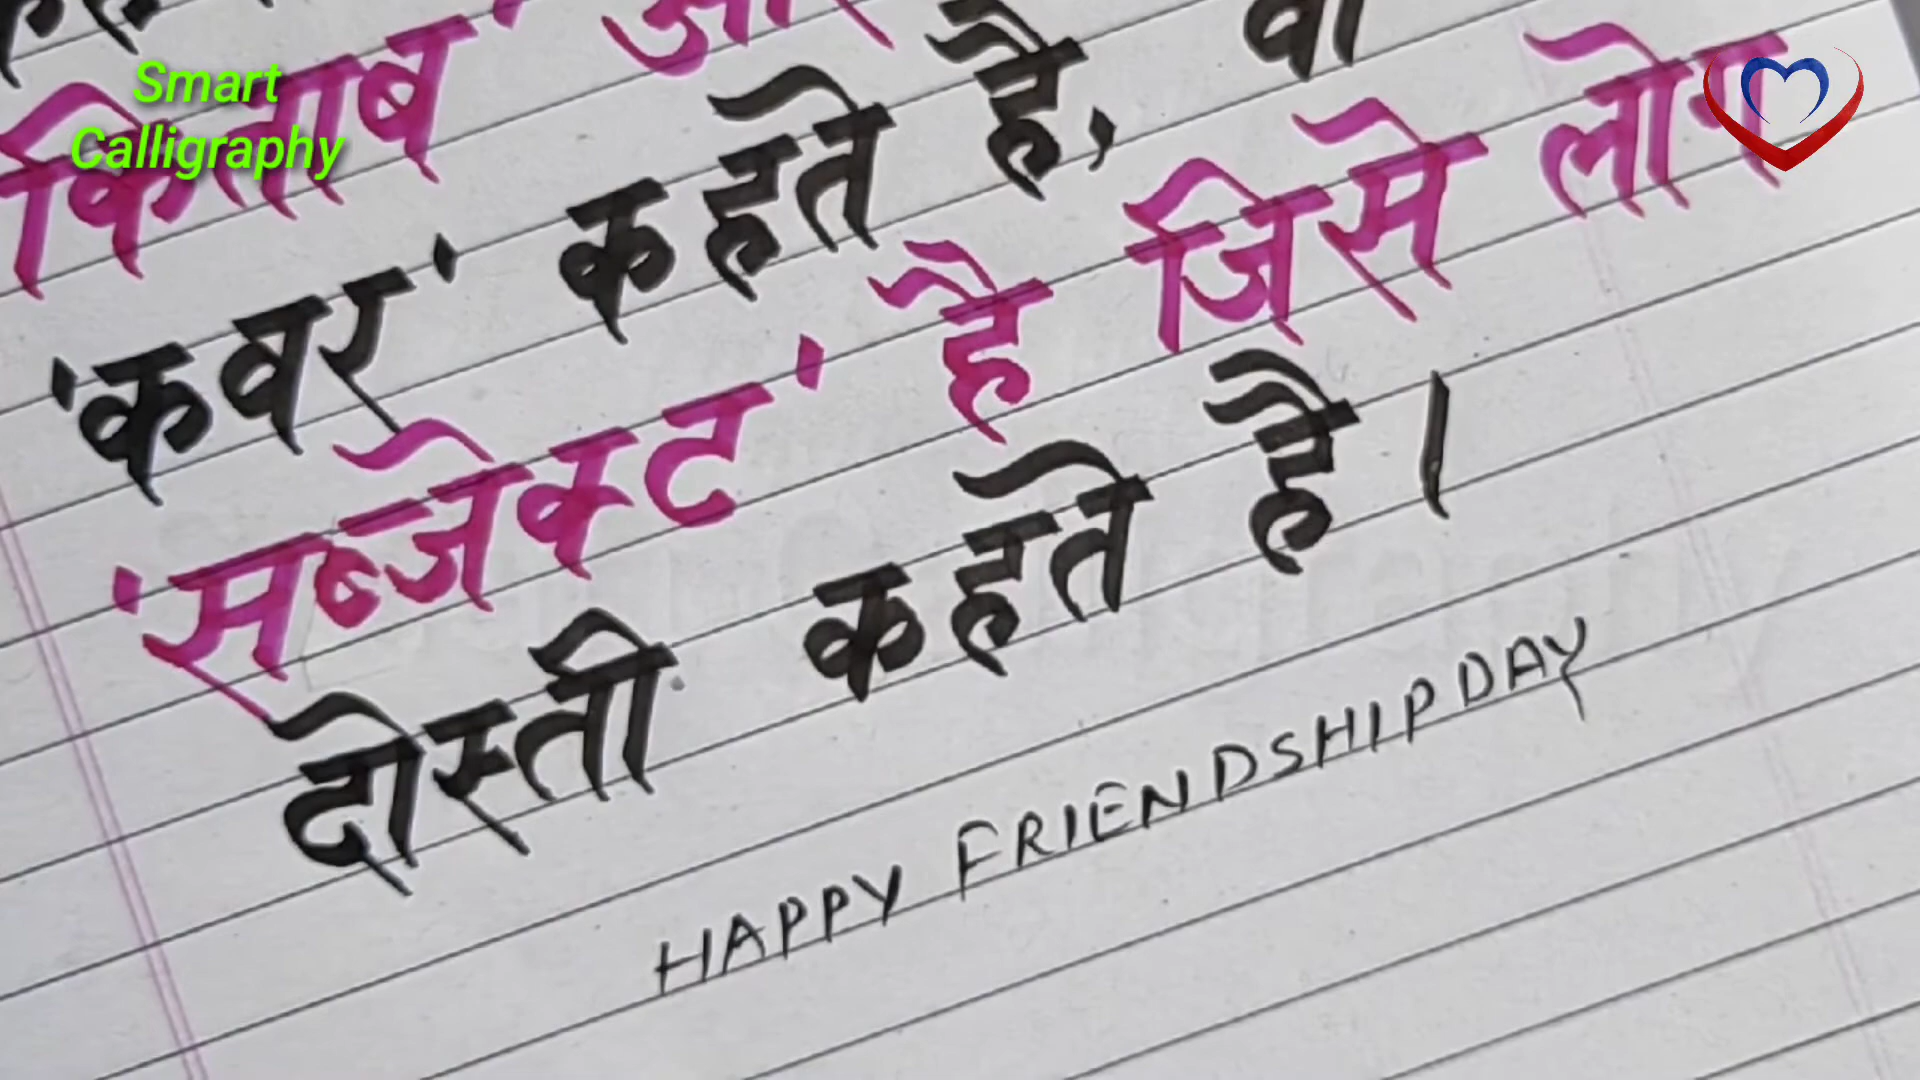 Smart
Calligraphy
किताब'
'कवर' कहते है,
'सब्जेक्ट' है जिसे लोग
दोस्ती कहते है।
HAPPY FRIENDSHIP DAY